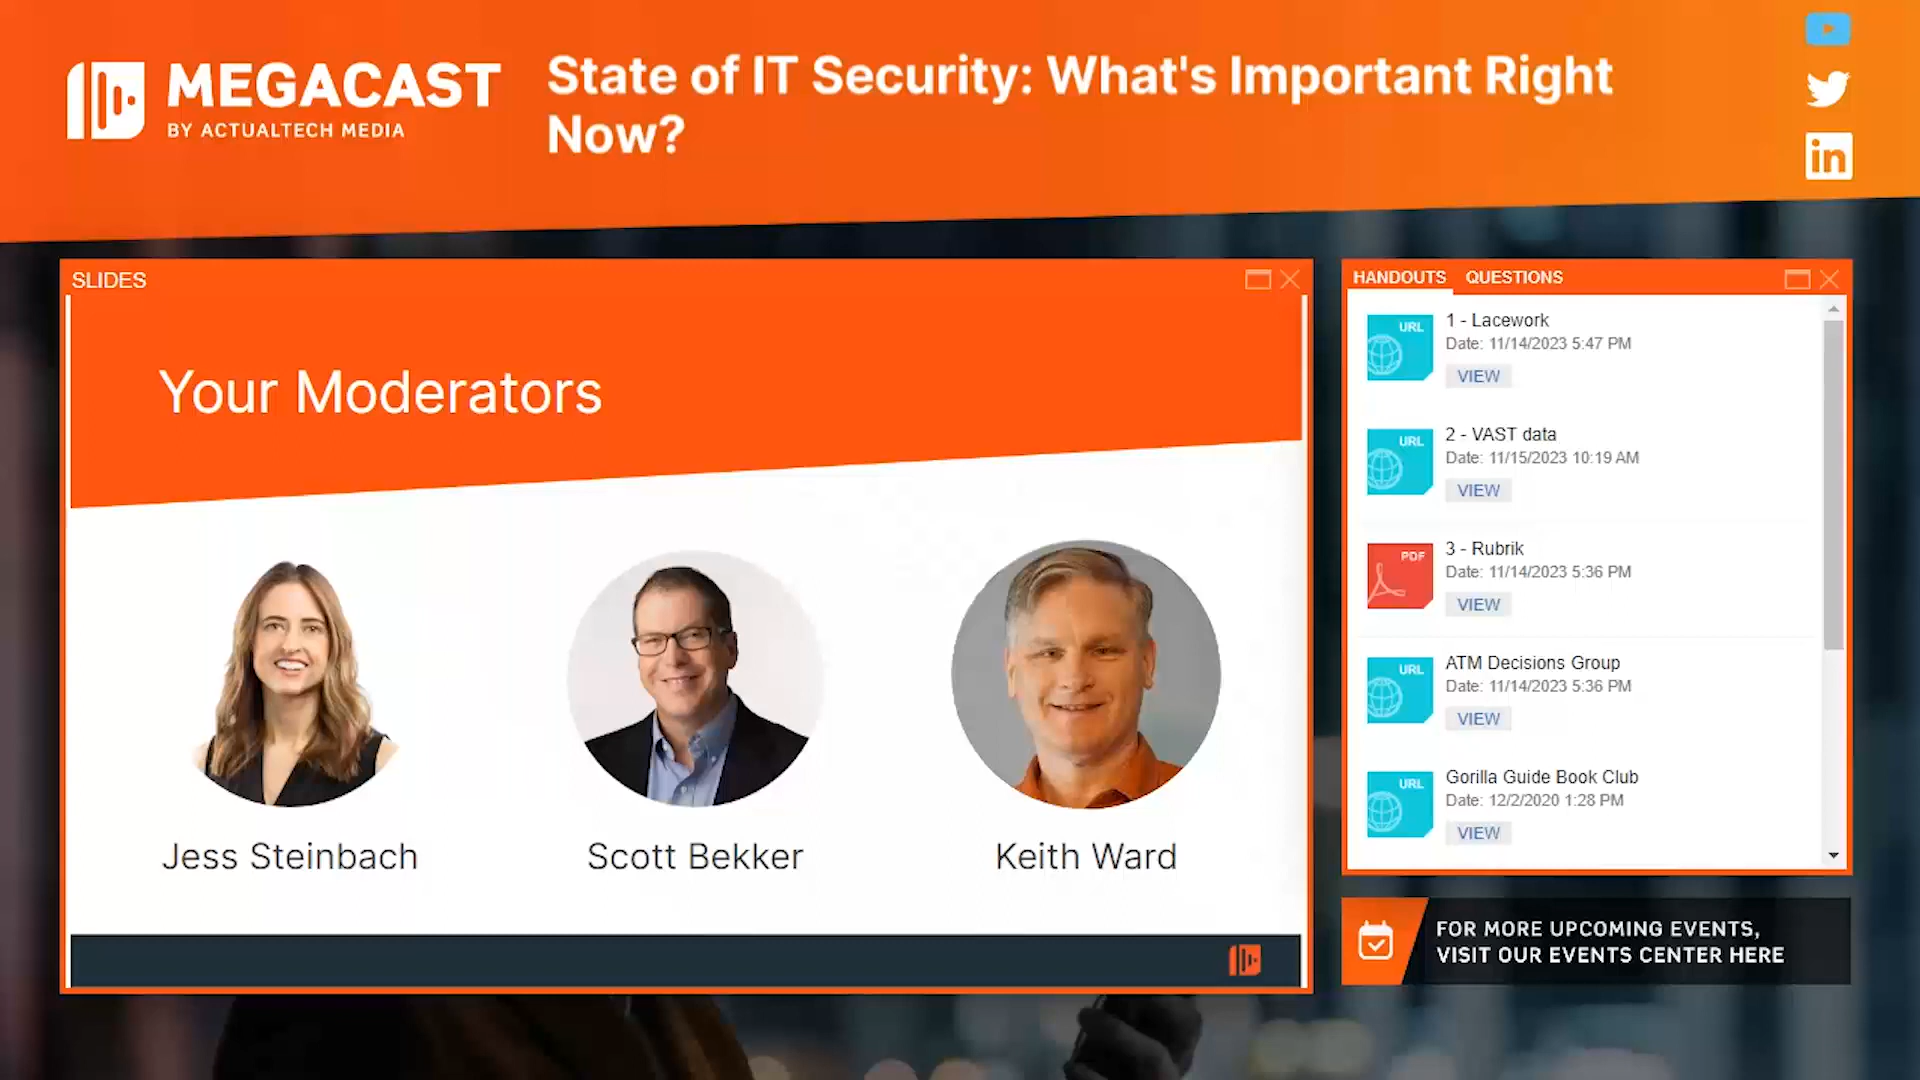 MEGACAST
BY ACTUALTECH MEDIA
State of IT Security: What's Important Right
Now?
in
SLIDES
Your Moderators
Jess Steinbach
Scott Bekker
Keith Ward
HANDOUTS QUESTIONS
URL
1 - Lacework
Date: 11/14/2023 5:47 PM
VIEW
URL
2 - VAST data
Date: 11/15/2023 10:19 AM
VIEW
PDF
3 - Rubrik
Date: 11/14/2023 5:36 PM
VIEW
URL
ATM Decisions Group
Date: 11/14/2023 5:36 PM
VIEW
URL
Gorilla Guide Book Club
Date: 12/2/2020 1:28 PM
VIEW
FOR MORE UPCOMING EVENTS,
VISIT OUR EVENTS CENTER HERE